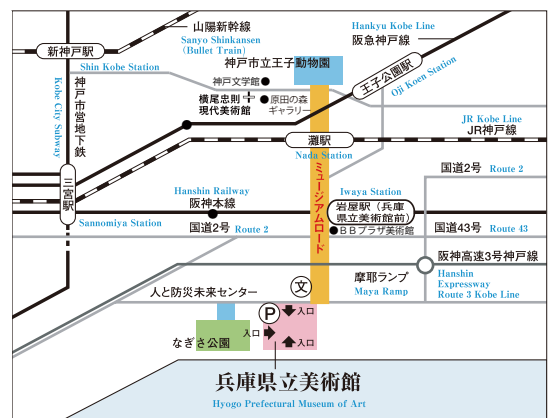 山陽新幹線
Sanyo Shinkansen
(Bullet Train)
Hankyu Kobe Line
阪急神戸線
新神戸駅
Shin Kobe Station
神戸市立王子動物園
神戸文学館
王子公園駅
Oji Koen Station
横尾忠則
現代美術館
原田の森
ギャラリー
神戸市営地下鉄
Kobe City Subway
JR Kobe Line
JR神戸線
灘駅
Nada Station
ミュージアムロード
国道2号 Route 2
三宮駅
Sannomiya Station
Hanshin Railway
阪神本線
Iwaya Station
岩屋駅(兵庫
県立美術館前)
国道2号 Route 2
BBプラザ美術館
国道43号 Route 43
阪神高速3号神戸線
Hanshin
Expressway
Route 3 Kobe Line
摩耶ランプ
Maya Ramp
人と防災未来センター
文
P
入口
入口
入口
なぎさ公園
兵庫県立美術館
Hyogo Prefectural Museum of Art